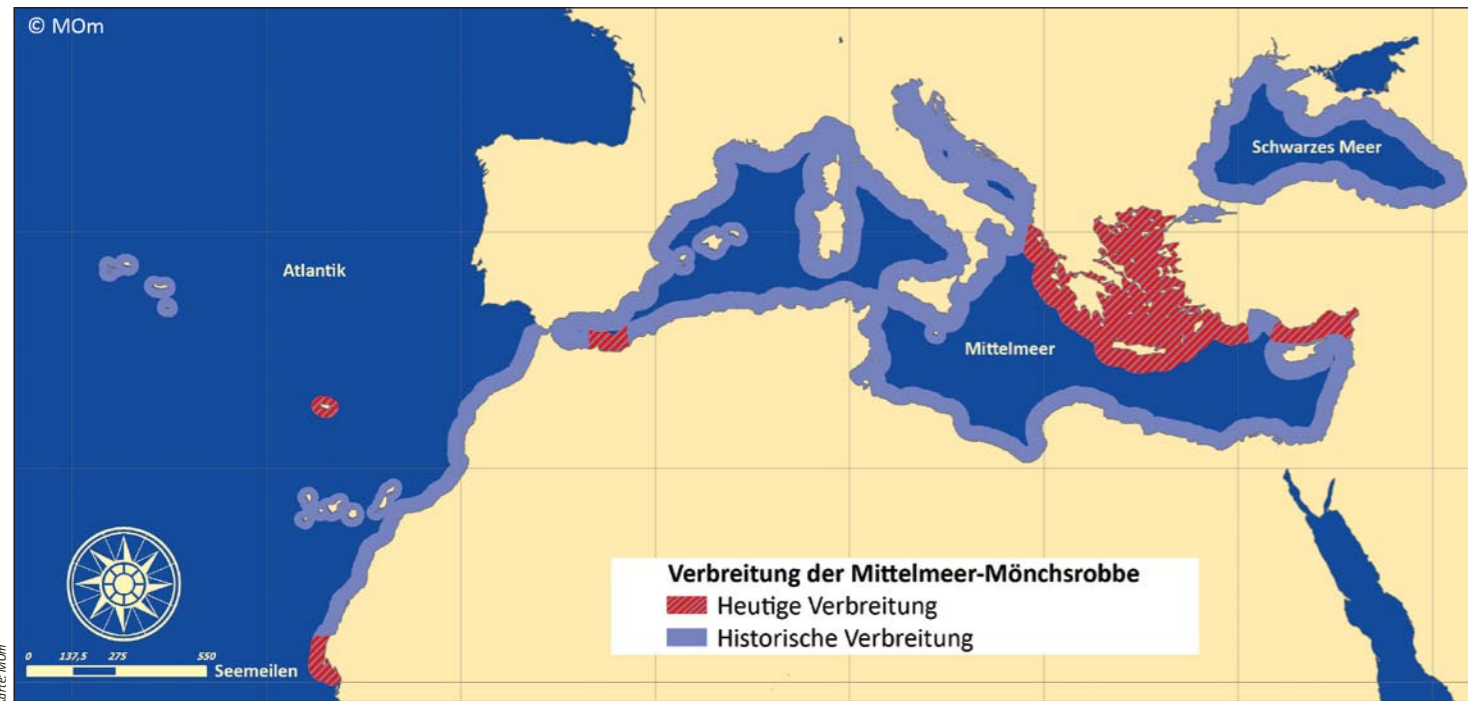 © MOm
Schwarzes Meer
Atlantik
Mittelmeer
Verbreitung der Mittelmeer-Mönchsrobbe
Heutige Verbreitung
Historische Verbreitung
0 137,5 275 550
Seemeilen
MOm